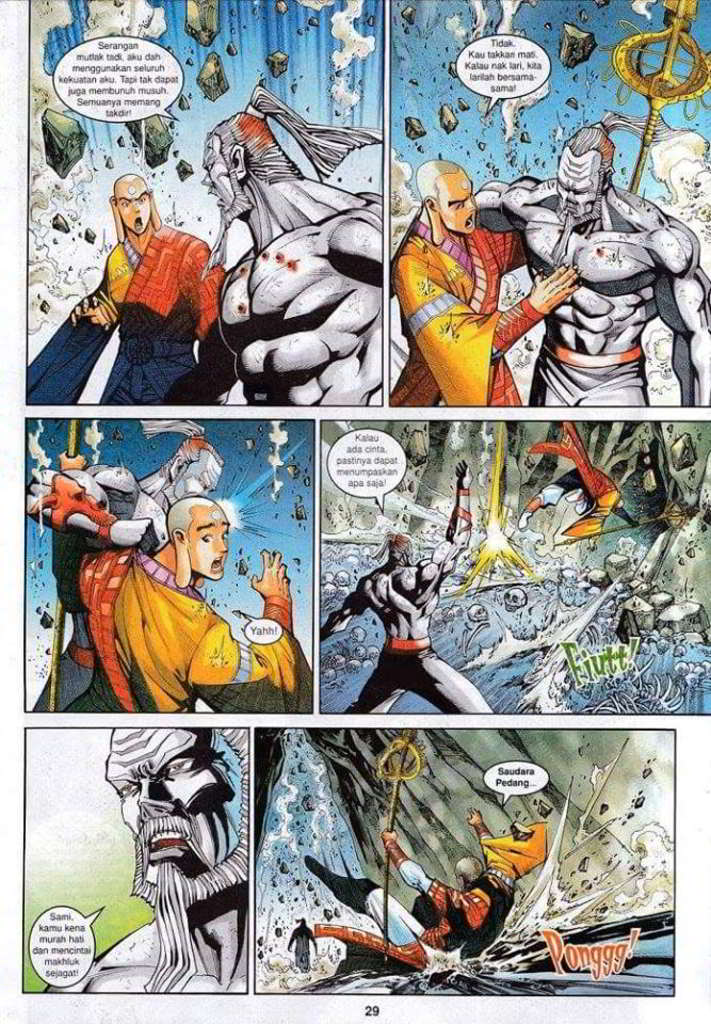 Serangan
mutlak tadi, aku dah
menggunakan seluruh
kekuatan aku. Tapi tak dapat
juga membunuh musuh.
Semuanya memang
takdir!
Tidak.
Kau takkan mati.
Kalau nak lari, kita
larilah bersama-
sama!
Yahh!
Kalau
ada cinta,
pastinya dapat
menumpaskan
apa saja!
Fiutt!
Sami,
kamu kena
murah hati
dan mencintai
makhluk
sejagat!
Saudara
Pedang...
Ponggg!
29